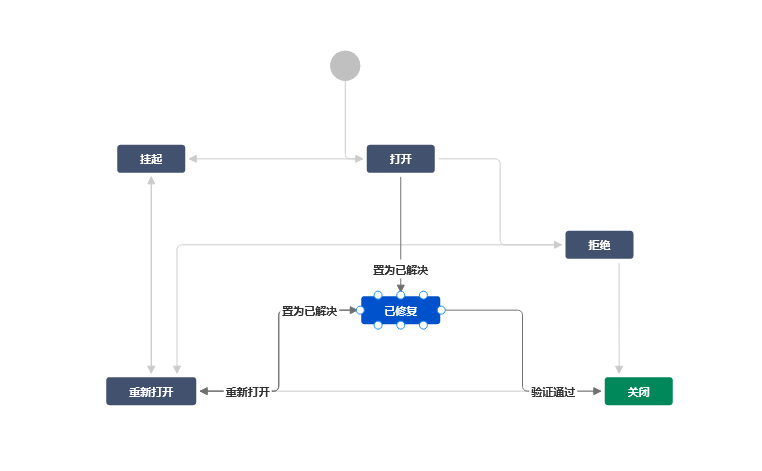 挂起
打开
拒绝
置为已解决
置为已解决
已修复
重新打开
重新打开
验证通过
关闭